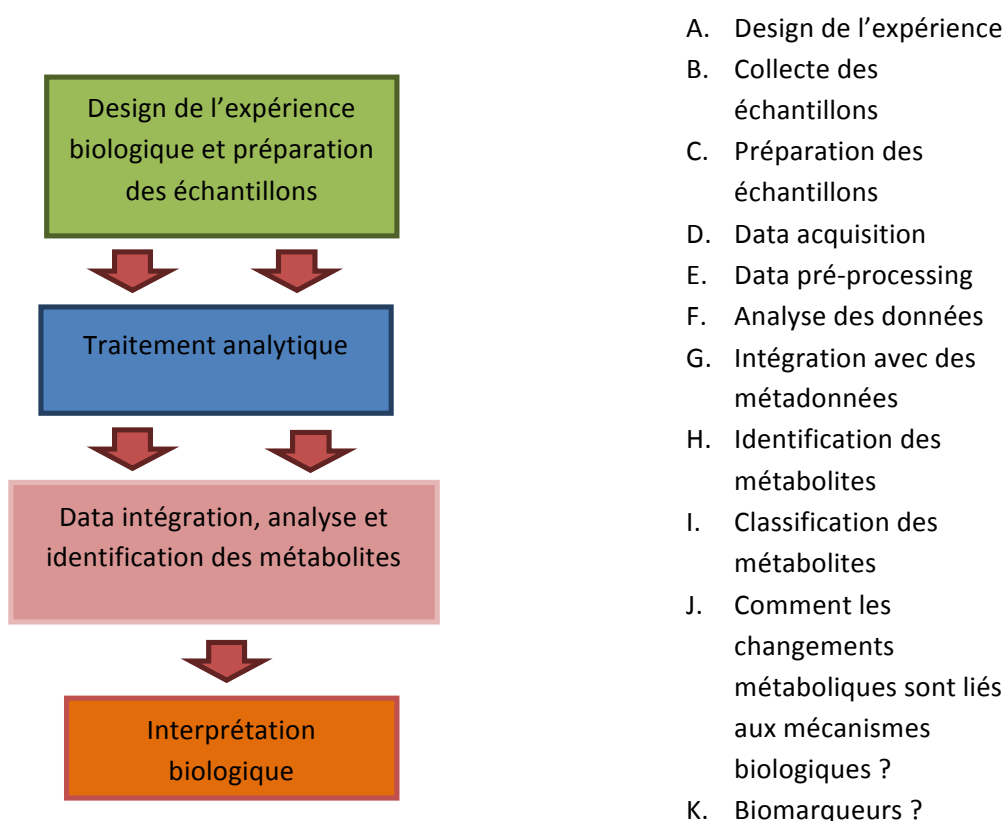 Design de l’expérience
biologique et préparation
des échantillons
Traitement analytique
Data intégration, analyse et
identification des métabolites
Interprétation
biologique
A. Design de l’expérience
B. Collecte des
échantillons
C. Préparation des
échantillons
D. Data acquisition
E. Data pré-processing
F. Analyse des données
G. Intégration avec des
métadonnées
H. Identification des
métabolites
I. Classification des
métabolites
J. Comment les
changements
métaboliques sont liés
aux mécanismes
biologiques ?
K. Biomarqueurs ?